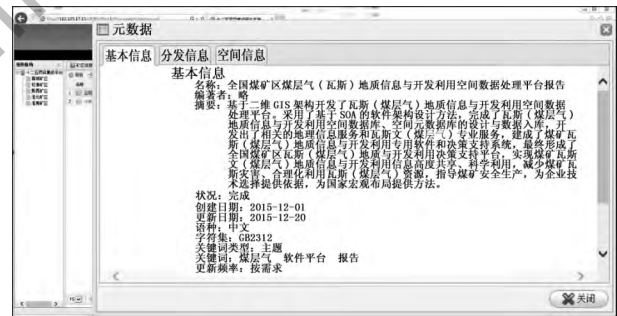 元数据
基本信息 分发信息 空间信息
基本信息
名称：全国煤矿区煤层气（瓦斯）地质信息与开发利用空间数据处理平台报告
编著者：略
摘要：基于二维 GIS 架构开发了瓦斯（煤层气）地质信息与开发利用空间数据
处理平台。采用了基于 SOA 的软件架构设计方法，完成了瓦斯（煤层气）
地质信息与开发利用空间数据库、空间元数据库的设计与数据入库，开
发出了相关的地理信息服务和瓦斯文（煤层气）专业服务，建成了煤矿瓦
斯（煤层气）地质信息与开发利用专用软件和决策支持系统，最终形成了
全国煤矿区瓦斯（煤层气）地质与开发利用决策支持平台，实现煤矿瓦斯
文（煤层气）地质信息与开发利用信息高度共享、科学利用，减少煤矿瓦
斯灾害、合理化利用瓦斯（煤层气）资源，指导煤矿安全生产，为企业技
术选择提供依据，为国家宏观布局提供方法。
状况：完成
创建日期：2015-12-01
更新日期：2015-12-20
语种：中文
字符集：GB2312
关键词类型：主题
关键词：煤层气 软件平台 报告
更新频率：按需求
关闭